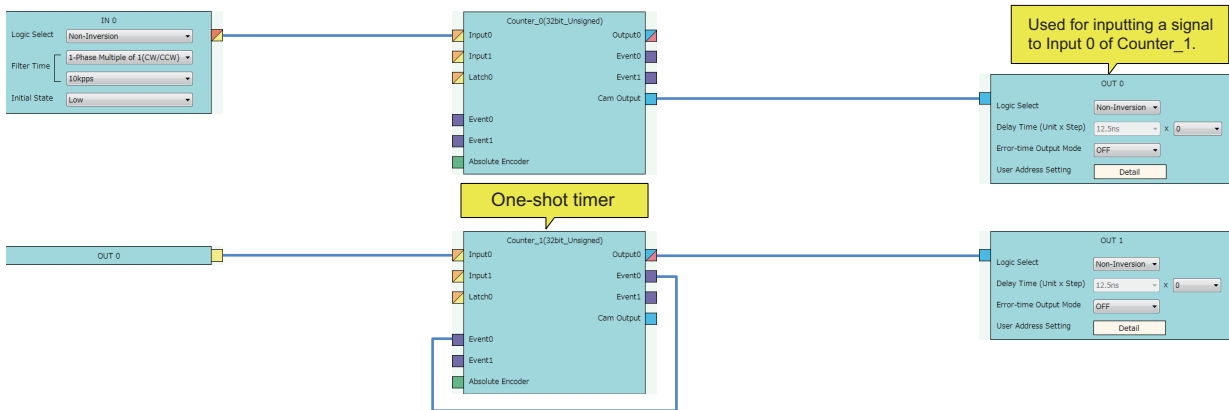 IN 0
Logic Select
Non-Inversion
Filter Time
1-Phase Multiple of 1(CW/CCW)
10kpps
Initial State
Low
Counter_0(32bit_Unsigned)
Input0
Output0
Input1
Event0
Latch0
Event1
Cam Output
Event0
Event1
Absolute Encoder
Used for inputting a signal
to Input 0 of Counter_1.
OUT 0
Logic Select
Non-Inversion
Delay Time (Unit x Step)
12.5ns
x
0
Error-time Output Mode
OFF
User Address Setting
Detail
One-shot timer
OUT 0
Counter_1(32bit_Unsigned)
Input0
Output0
Input1
Event0
Latch0
Event1
Cam Output
Event0
Event1
Absolute Encoder
OUT 1
Logic Select
Non-Inversion
Delay Time (Unit x Step)
12.5ns
x
0
Error-time Output Mode
OFF
User Address Setting
Detail